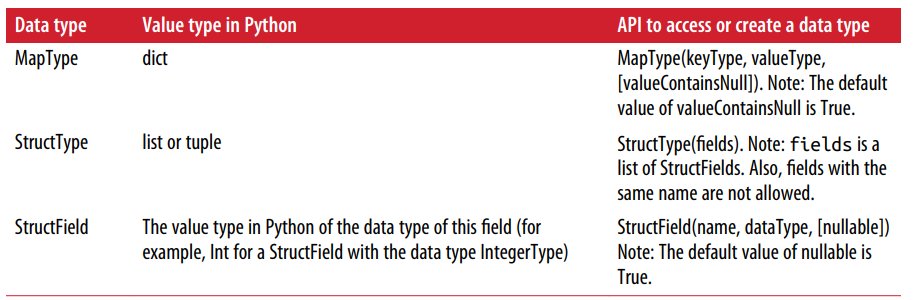 Data type Value type in Python API to access or create a data type
MapType dict MapType(keyType, valueType,
[valueContainsNull]). Note: The default
value of valueContainsNull is True.
StructType list or tuple StructType(fields). Note: fields is a
list of StructFields. Also, fields with the
same name are not allowed.
StructField The value type in Python of the data type of this field (for StructField(name, dataType, [nullable])
example, Int for a StructField with the data type IntegerType) Note: The default value of nullable is
True.